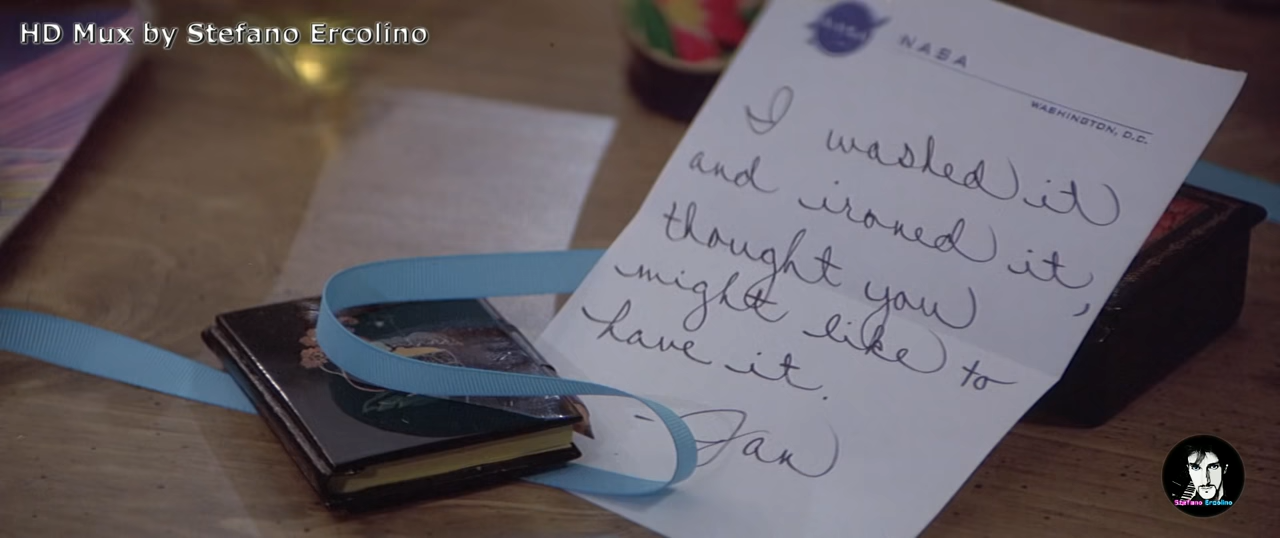 HD Mux by Stefano Ercolino
NASA
NASA
WASHINGTON, D.C.
I washed it
and ironed it,
thought you
might like to
have it.
- Jan
Stefano Ercolino